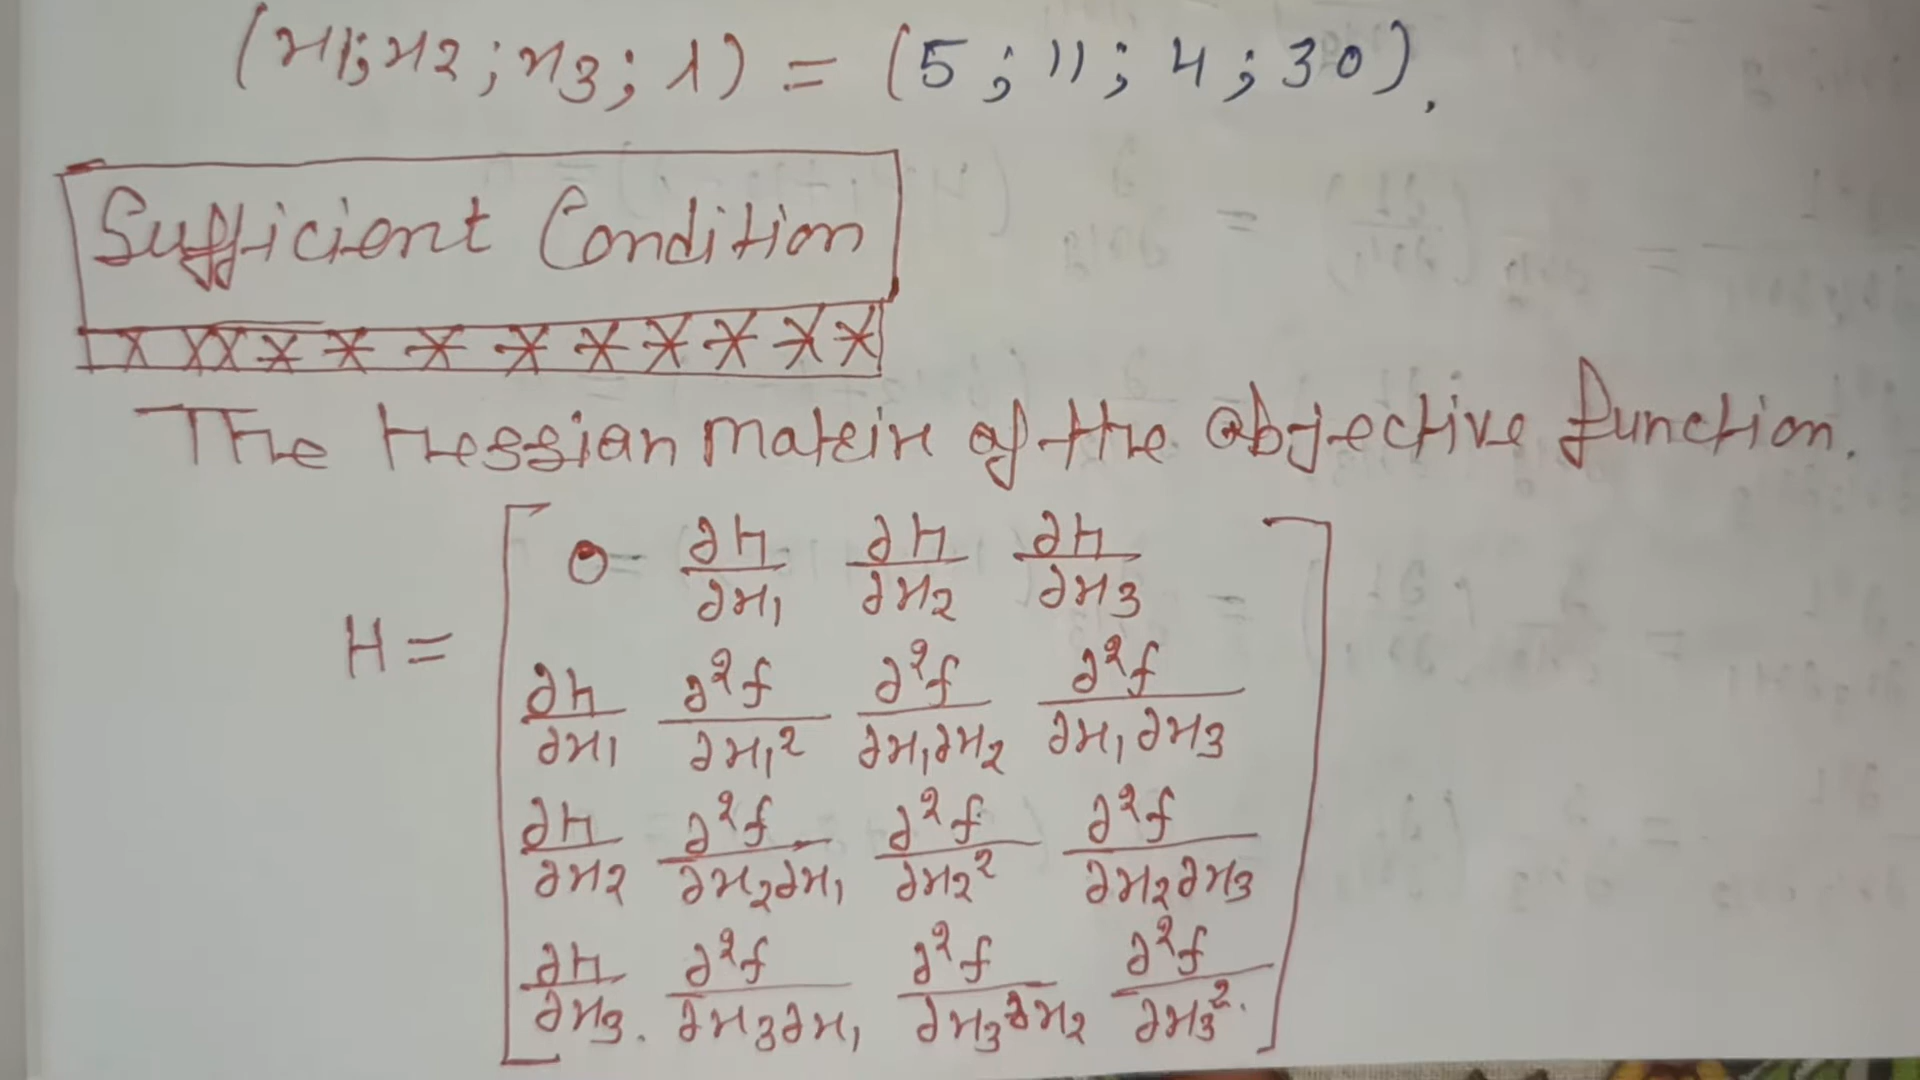 (x1; x2; x3; λ) = (5; 11; 4; 30).
Sufficient Condition
The Hessian matrix of the objective function.
0 ∂h/∂x₁ ∂h/∂x₂ ∂h/∂x₃
H = ∂h/∂x₁ ∂²f/∂x₁² ∂²f/∂x₁∂x₂ ∂²f/∂x₁∂x₃
∂h/∂x₂ ∂²f/∂x₂∂x₁ ∂²f/∂x₂² ∂²f/∂x₂∂x₃
∂h/∂x₃. ∂²f/∂x₃∂x₁ ∂²f/∂x₃∂x₂ ∂²f/∂x₃².